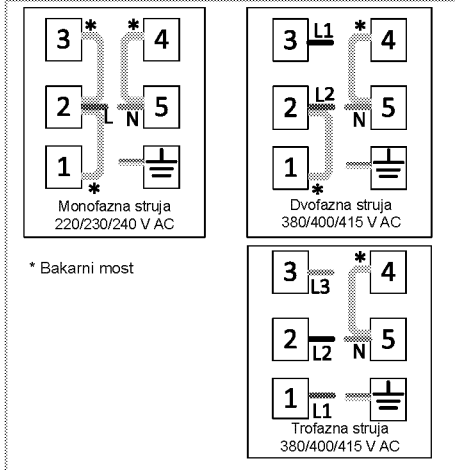 3 * * 4
2 L N 5
1 *
Monofazna struja
220/230/240 V AC
3 L1 * 4
2 L2 N 5
1 *
Dvofazna struja
380/400/415 V AC
* Bakarni most
3 L3 * 4
2 L2 N 5
1 L1
Trofazna struja
380/400/415 V AC